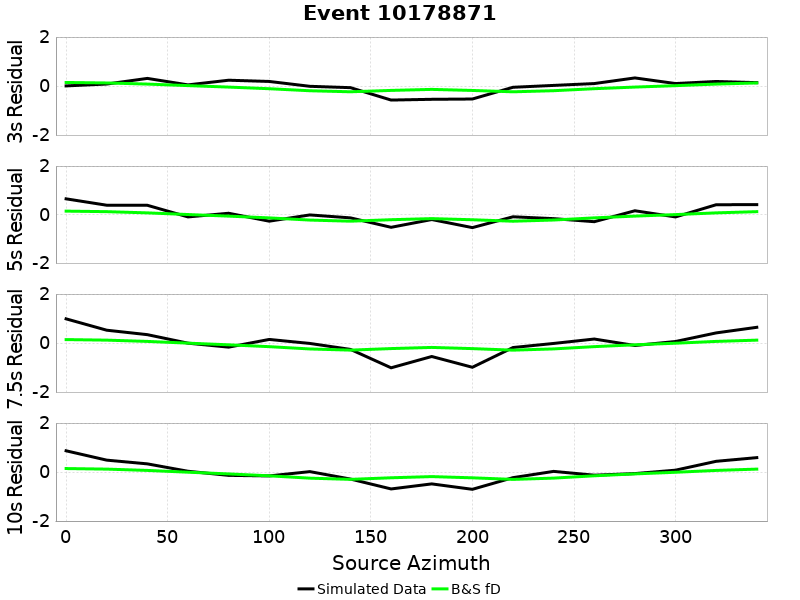 Event 10178871
3s Residual
2
0
-2
5s Residual
2
0
-2
7.5s Residual
2
0
-2
10s Residual
2
0
-2
0 50 100 150 200 250 300
Source Azimuth
Simulated Data B&S fD